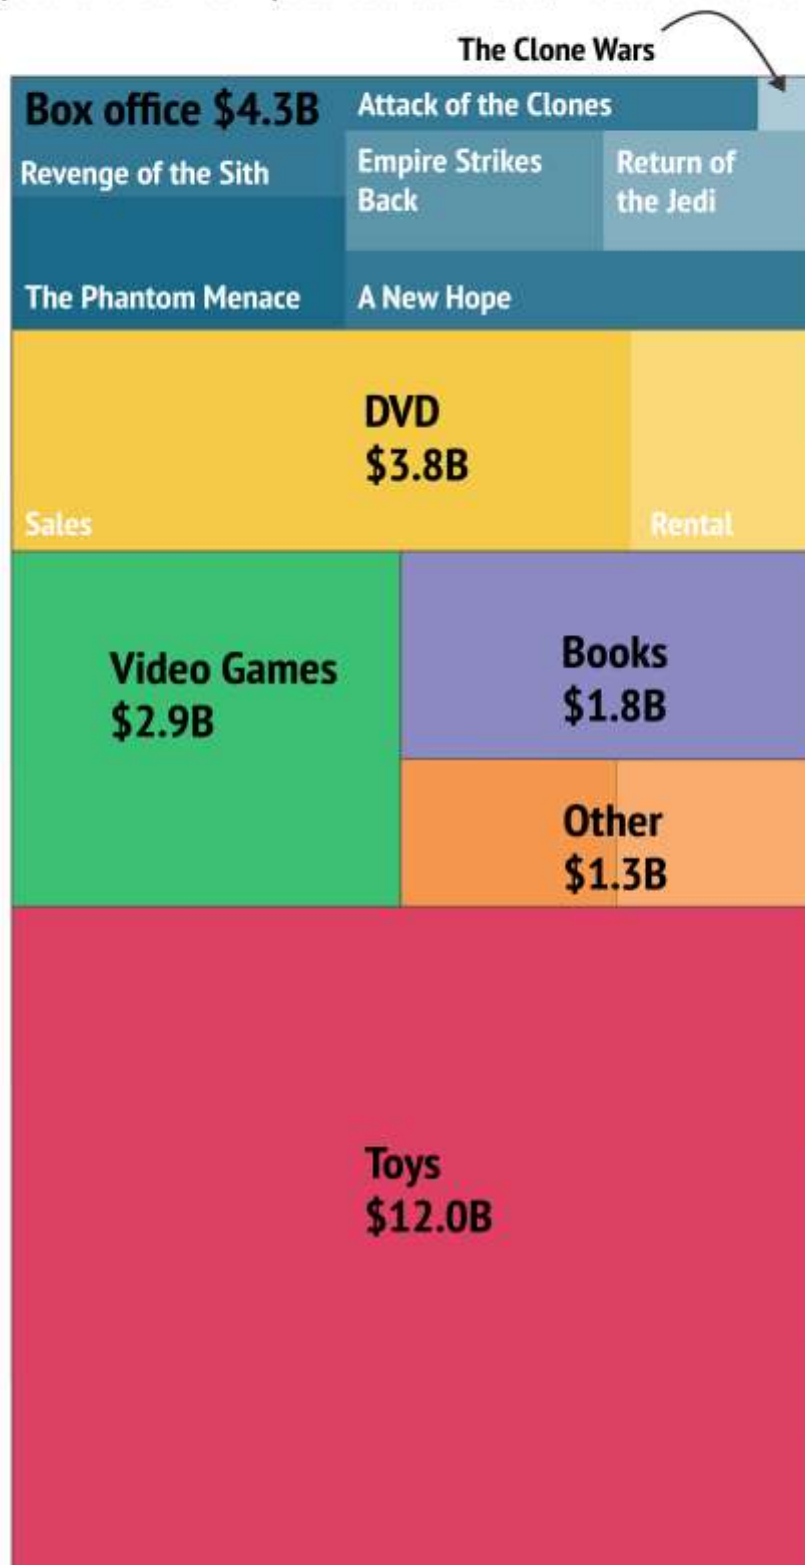 The Clone Wars
Box office $4.3B
Attack of the Clones
Revenge of the Sith
Empire Strikes
Back
Return of
the Jedi
The Phantom Menace
A New Hope
DVD
$3.8B
Sales
Rental
Video Games
$2.9B
Books
$1.8B
Other
$1.3B
Toys
$12.0B